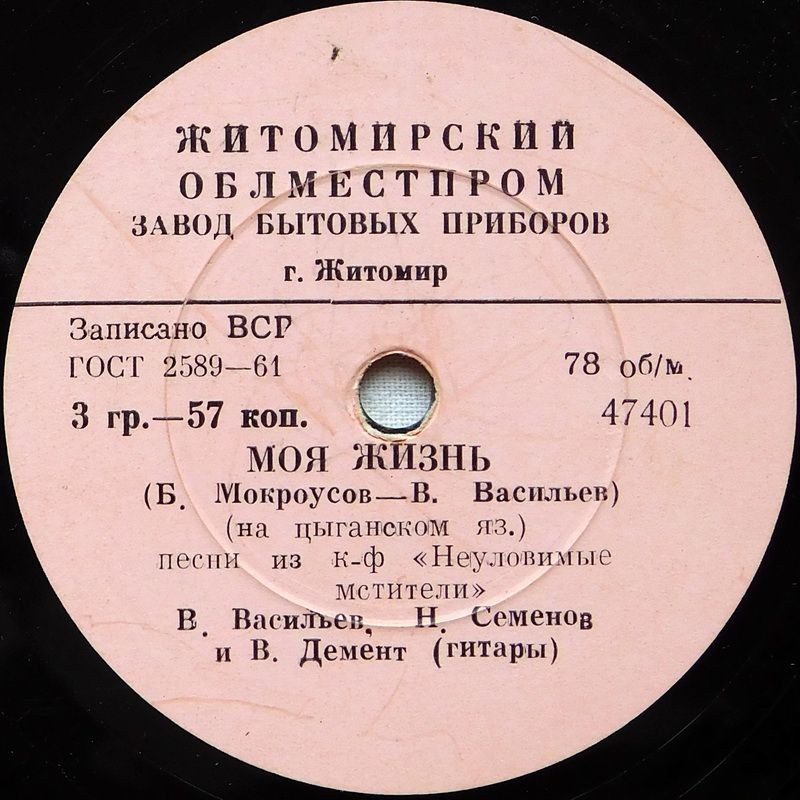 ЖИТОМИРСКИЙ
ОБЛМЕСТПРОМ
ЗАВОД БЫТОВЫХ ПРИБОРОВ
г. Житомир
Записано ВСГ
ГОСТ 2589—61 78 об/м.
3 гр.—57 коп. 47401
МОЯ ЖИЗНЬ
(Б. Мокроусов—В. Васильев)
(на цыганском яз.)
песни из к-ф «Неуловимые
мстители»
В. Васильев, Н. Семенов
и В. Демент (гитары)